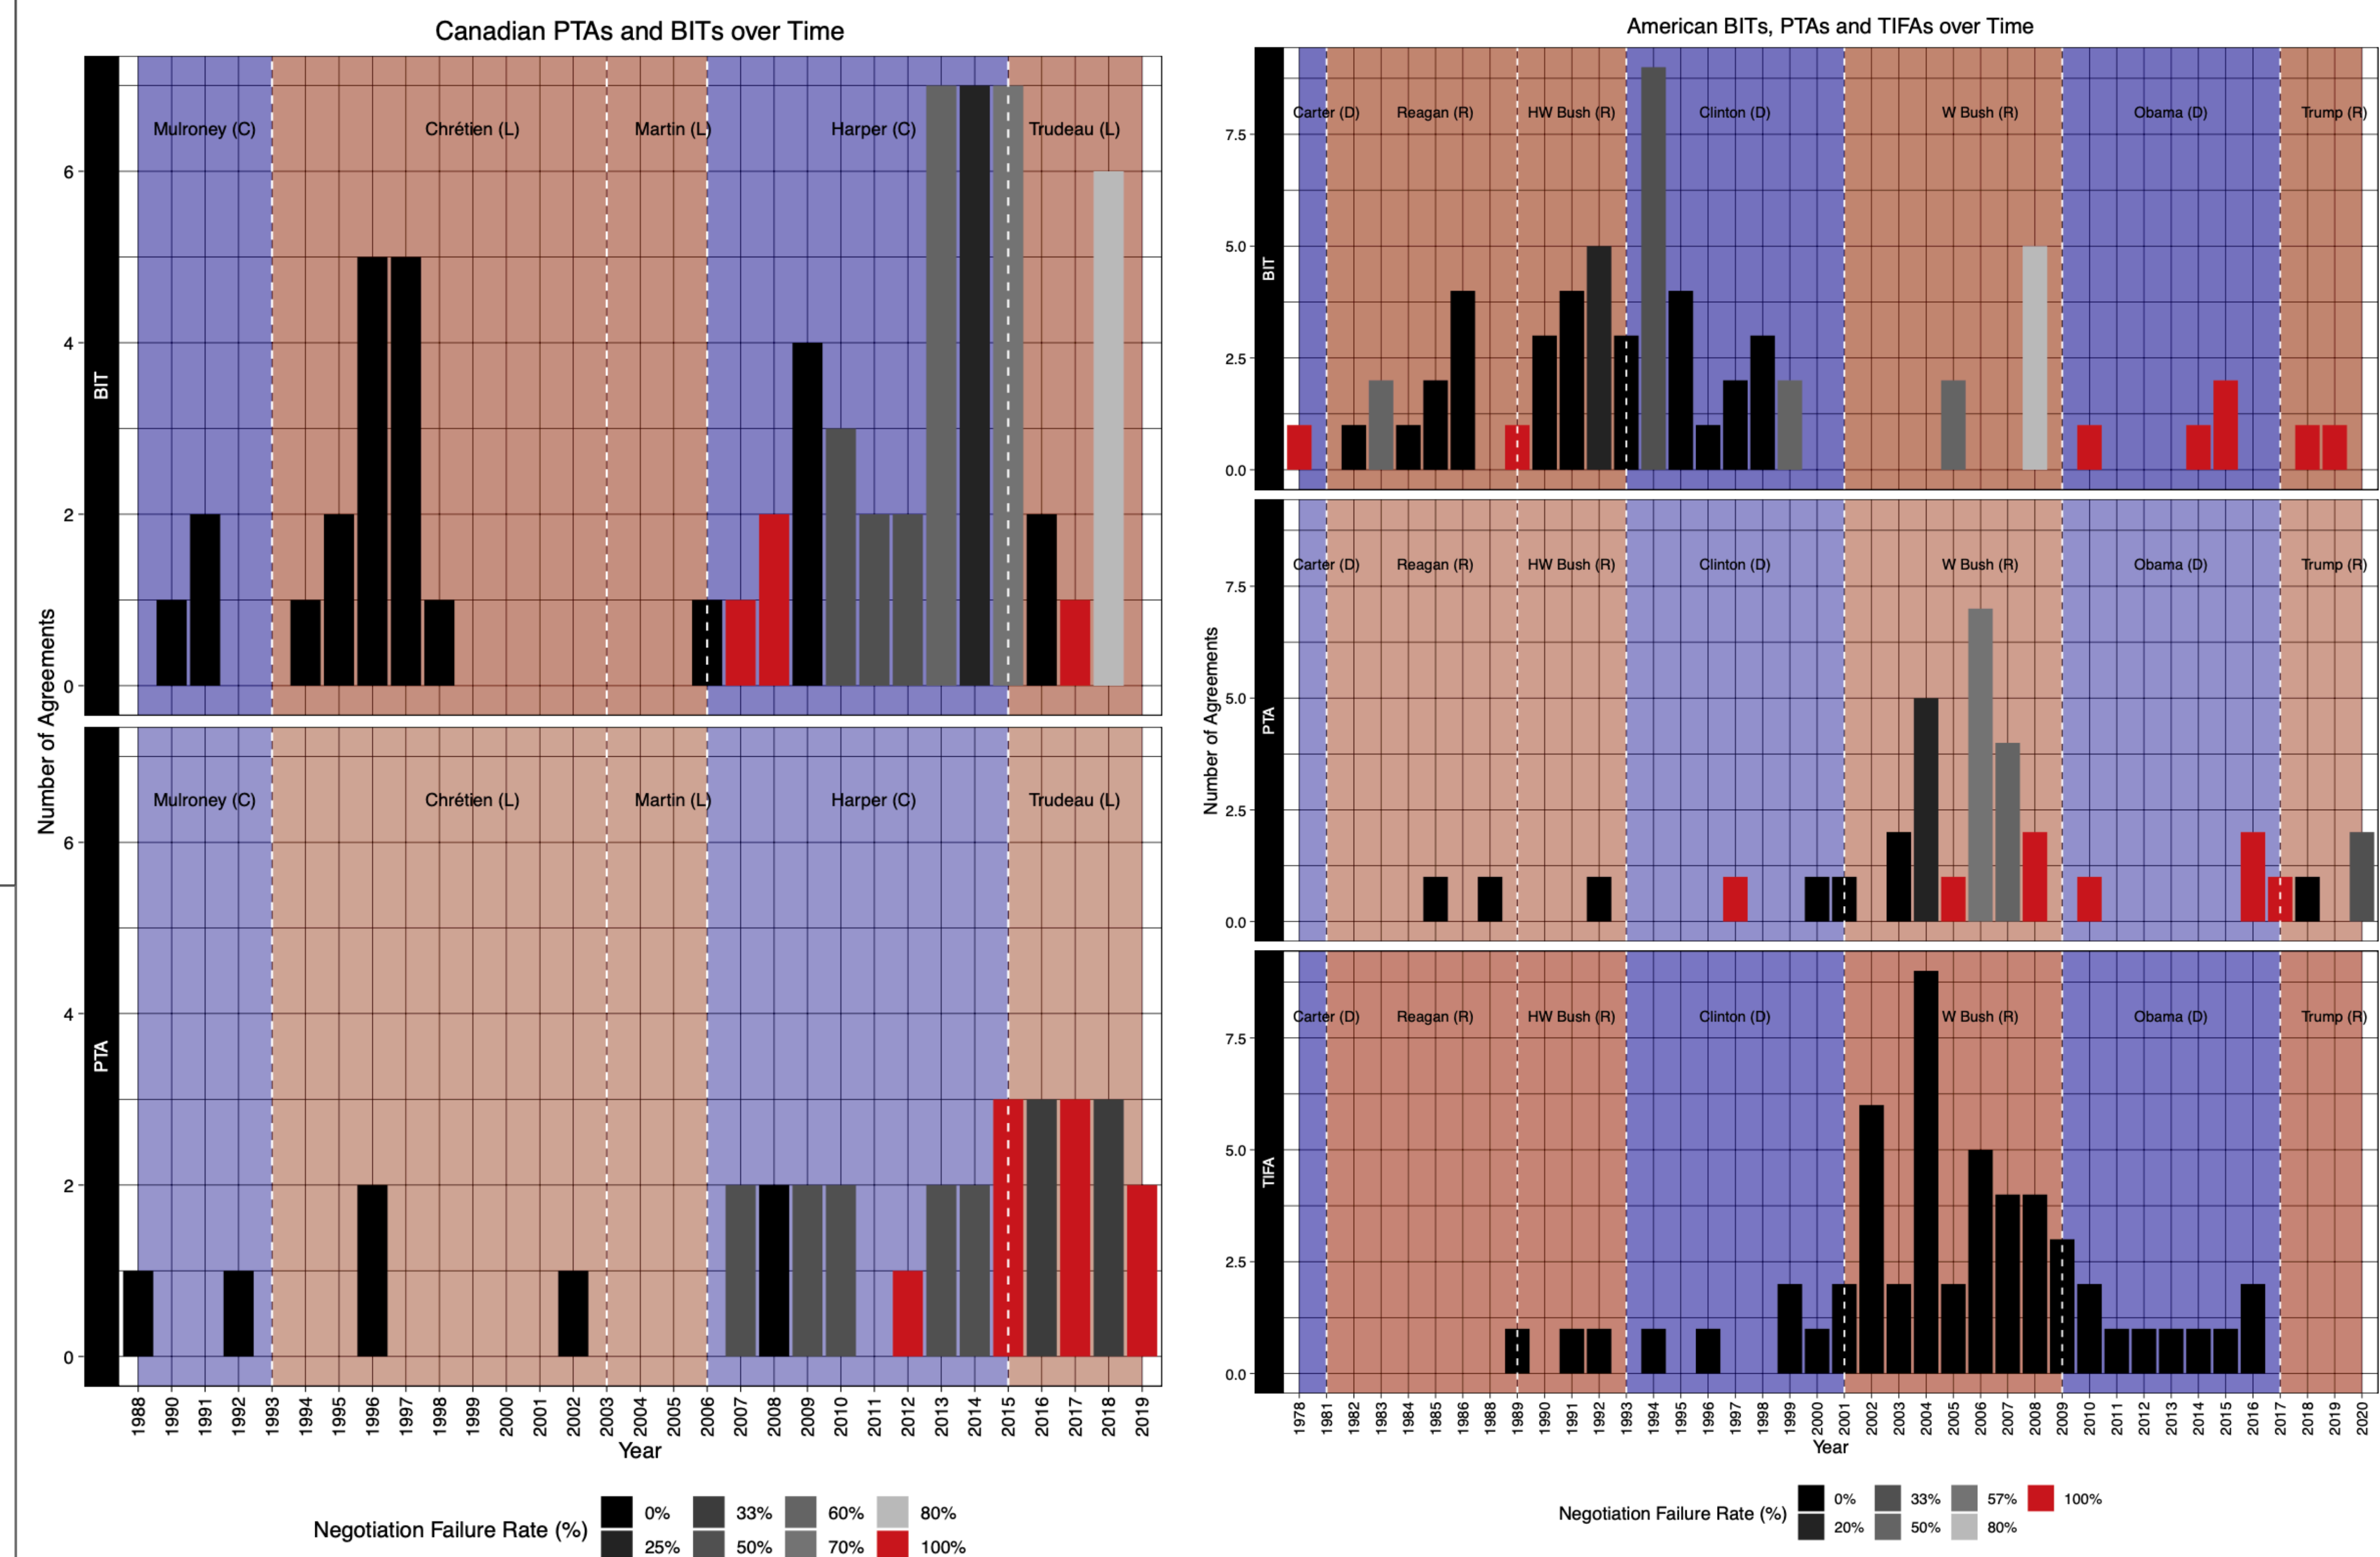 Canadian PTAs and BITs over Time
Number of Agreements
BIT
Mulroney (C) Chrétien (L) Martin (L) Harper (C) Trudeau (L)
6
4
2
0
PTA
Mulroney (C) Chrétien (L) Martin (L) Harper (C) Trudeau (L)
6
4
2
0
1988 1990 1991 1992 1993 1994 1995 1996 1997 1998 1999 2000 2001 2002 2003 2004 2005 2006 2007 2008 2009 2010 2011 2012 2013 2014 2015 2016 2017 2018 2019
Year
Negotiation Failure Rate (%)
0% 33% 60% 80%
25% 50% 70% 100%
American BITs, PTAs and TIFAs over Time
Number of Agreements
BIT
Carter (D) Reagan (R) HW Bush (R) Clinton (D) W Bush (R) Obama (D) Trump (R)
7.5
5.0
2.5
0.0
PTA
Carter (D) Reagan (R) HW Bush (R) Clinton (D) W Bush (R) Obama (D) Trump (R)
7.5
5.0
2.5
0.0
TIFA
Carter (D) Reagan (R) HW Bush (R) Clinton (D) W Bush (R) Obama (D) Trump (R)
7.5
5.0
2.5
0.0
1978 1981 1982 1983 1984 1985 1986 1988 1989 1990 1991 1992 1993 1994 1995 1996 1997 1998 1999 2000 2001 2002 2003 2004 2005 2006 2007 2008 2009 2010 2011 2012 2013 2014 2015 2016 2017 2018 2019 2020
Year
Negotiation Failure Rate (%)
0% 33% 57% 100%
20% 50% 80%